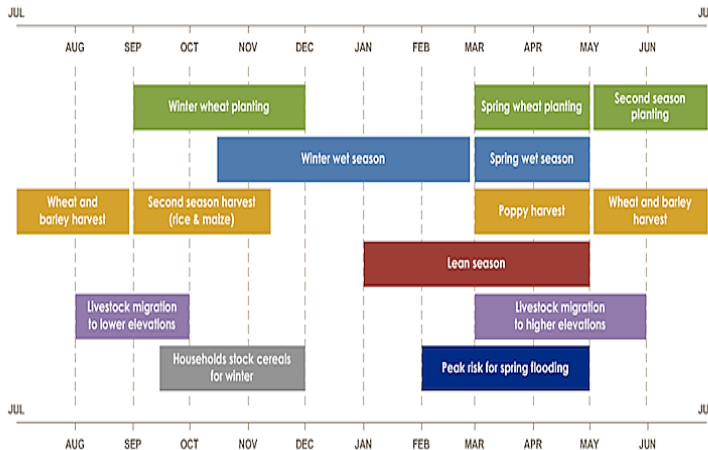 JUL
JU
AUG SEP OCT NOV DEC JAN FEB MAR APR MAY JUN
Winter wheat planting
Spring wheat planting
Second season
planting
Winter wet season
Spring wet season
Wheat and
barley harvest
Second season harvest
(rice & maize)
Poppy harvest
Wheat and barley
harvest
Lean season
Livestock migration
to lower elevations
Livestock migration
to higher elevations
Households stock cereals
for winter
Peak risk for spring flooding
JUL
JU
AUG SEP OCT NOV DEC JAN FEB MAR APR MAY JUN